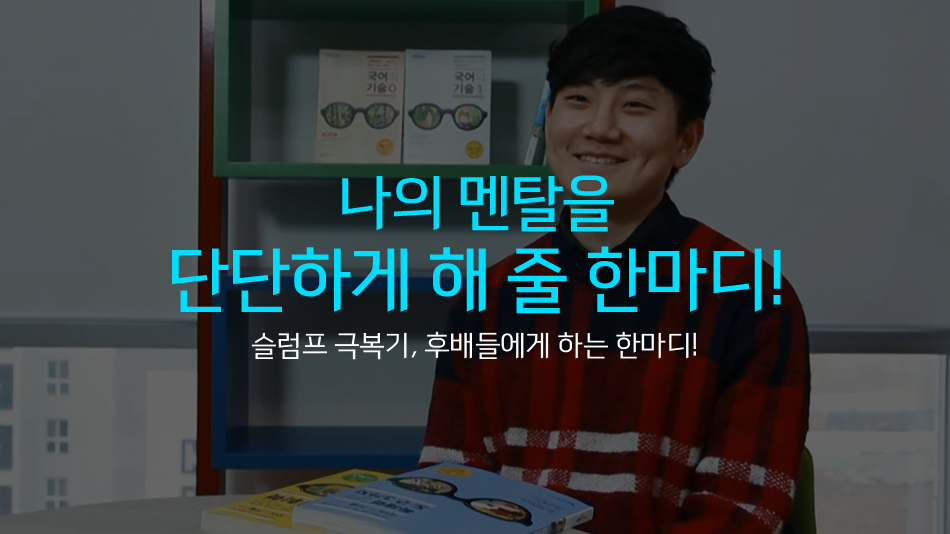 국어의
기술 0
국어의
기술 1
나의 멘탈을
단단하게 해 줄 한마디!
슬럼프 극복기, 후배들에게 하는 한마디!